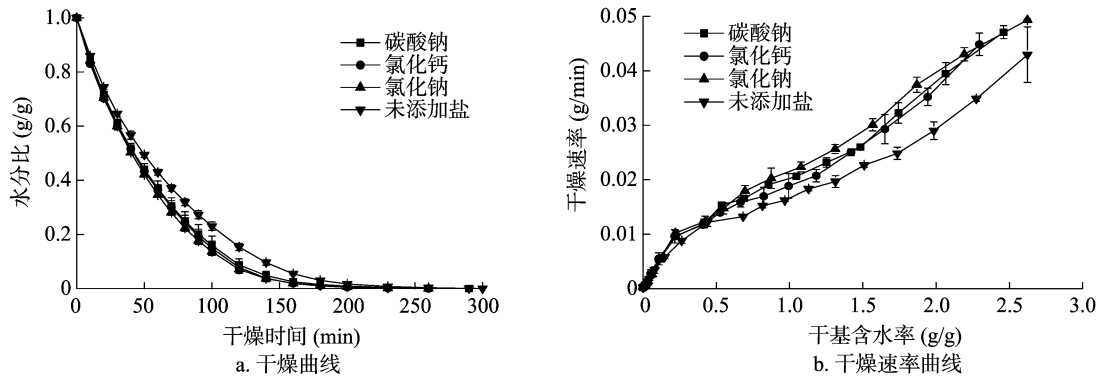 1.0
0.8
0.6
0.4
0.2
0
水分比 (g/g)
碳酸钠
氯化钙
氯化钠
未添加盐
0 50 100 150 200 250 300
干燥时间 (min)
a. 干燥曲线
0.05
0.04
0.03
0.02
0.01
0.00
干燥速率 (g/min)
碳酸钠
氯化钙
氯化钠
未添加盐
0 0.5 1.0 1.5 2.0 2.5 3.0
干基含水率 (g/g)
b. 干燥速率曲线